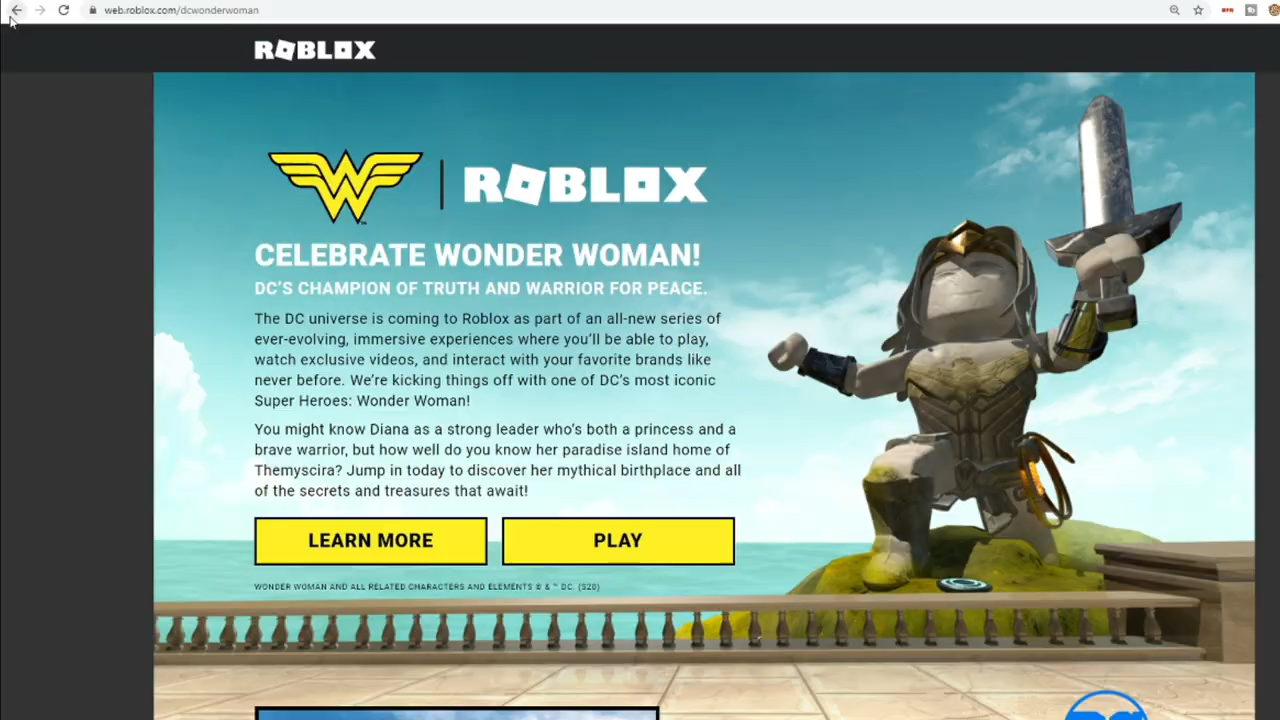 web.roblox.com/dcwonderwoman
ROBLOX
ROBLOX
CELEBRATE WONDER WOMAN!
DC'S CHAMPION OF TRUTH AND WARRIOR FOR PEACE.
The DC universe is coming to Roblox as part of an all-new series of
ever-evolving, immersive experiences where you'll be able to play,
watch exclusive videos, and interact with your favorite brands like
never before. We're kicking things off with one of DC's most iconic
Super Heroes: Wonder Woman!
You might know Diana as a strong leader who's both a princess and a
brave warrior, but how well do you know her paradise island home of
Themyscira? Jump in today to discover her mythical birthplace and all
of the secrets and treasures that await!
LEARN MORE
PLAY
WONDER WOMAN AND ALL RELATED CHARACTERS AND ELEMENTS © & ™ DC. (S20)